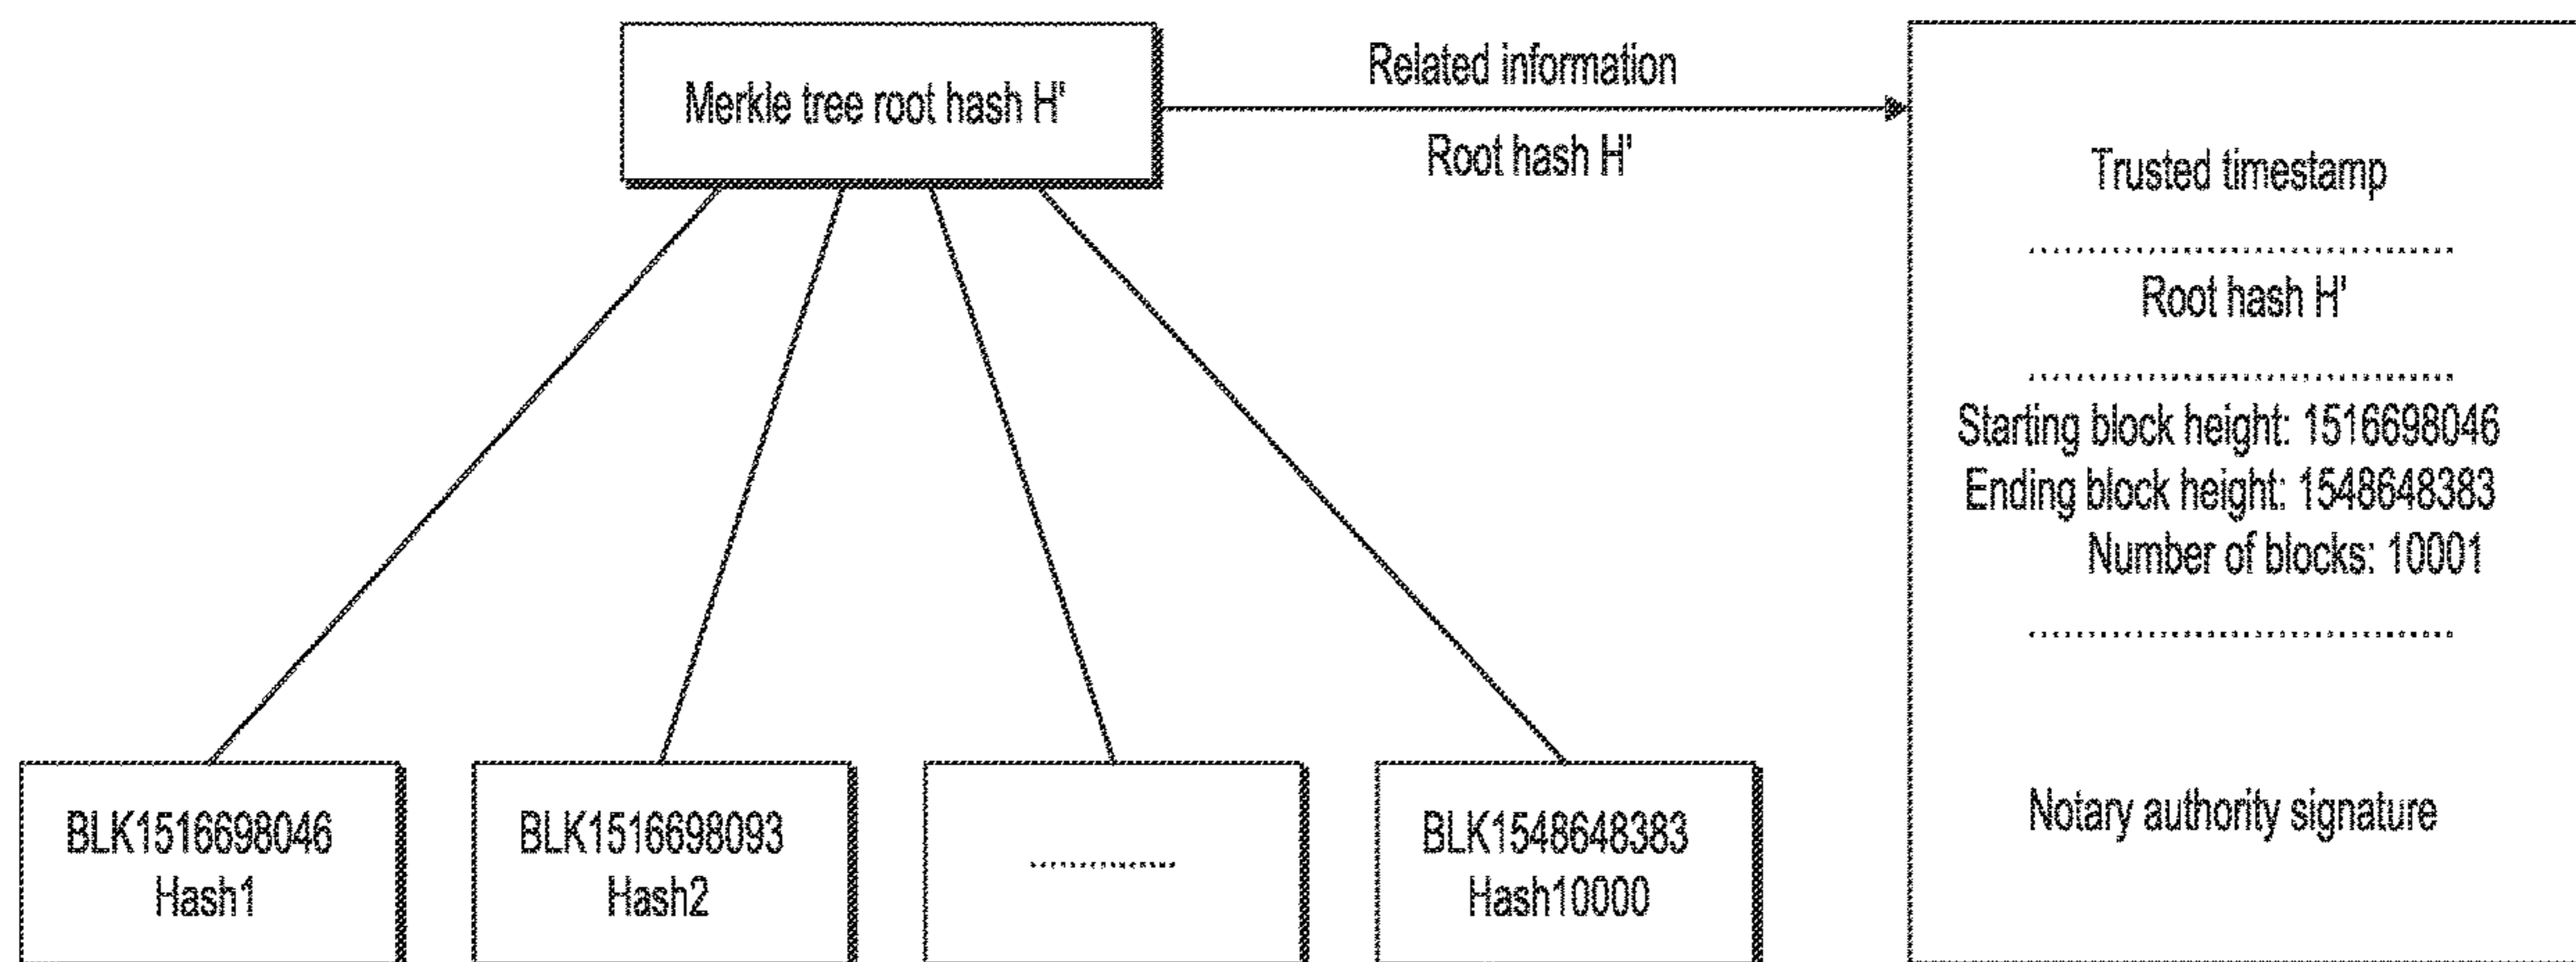 Merkle tree root hash H'
Related information
Root hash H'
Trusted timestamp
Root hash H'
Starting block height: 1516698046
Ending block height: 1548648383
Number of blocks: 10001
Notary authority signature
BLK1516698046
Hash1
BLK1516698093
Hash2
BLK1548648383
Hash10000